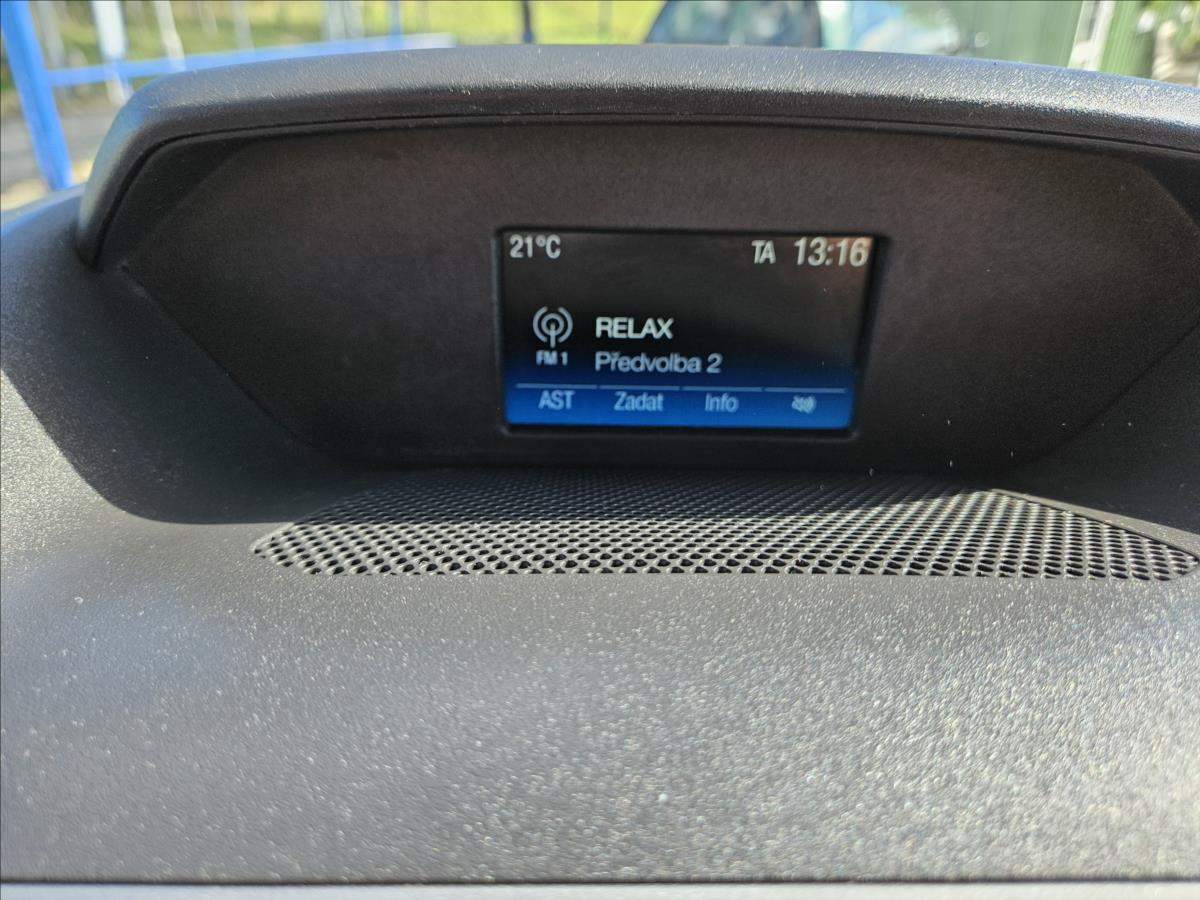 21°C TA 13:16
RELAX
FM 1 Předvolba 2
AST Zadat Info